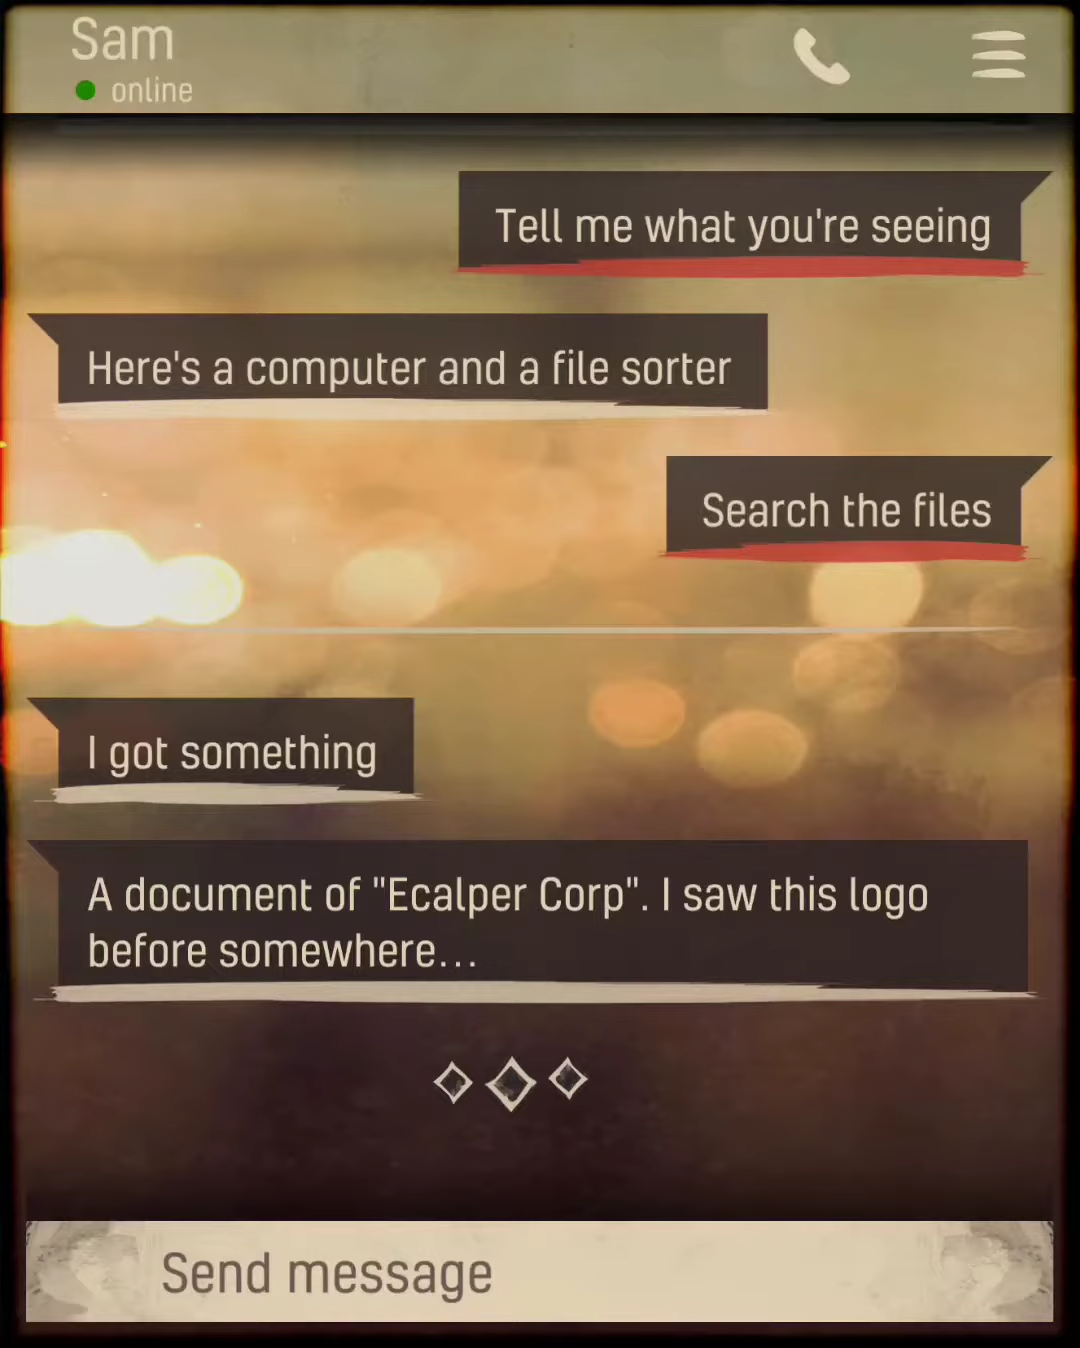 Sam
online
Tell me what you're seeing
Here's a computer and a file sorter
Search the files
I got something
A document of "Ecalper Corp". I saw this logo
before somewhere...
Send message